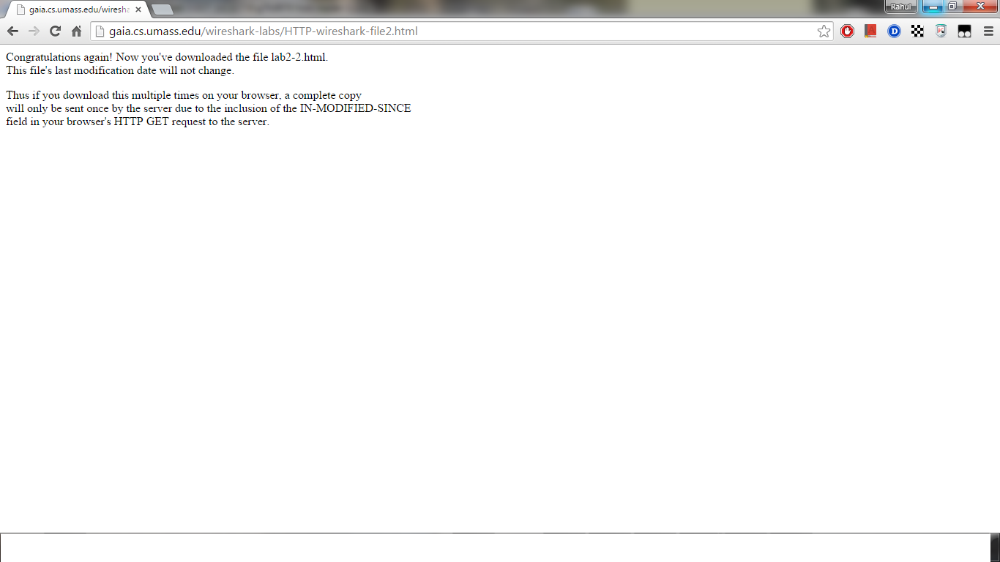 gaia.cs.umass.edu/wiresha
Rahul
gaia.cs.umass.edu/wireshark-labs/HTTP-wireshark-file2.html
Congratulations again! Now you've downloaded the file lab2-2.html.
This file's last modification date will not change.
Thus if you download this multiple times on your browser, a complete copy
will only be sent once by the server due to the inclusion of the IN-MODIFIED-SINCE
field in your browser's HTTP GET request to the server.